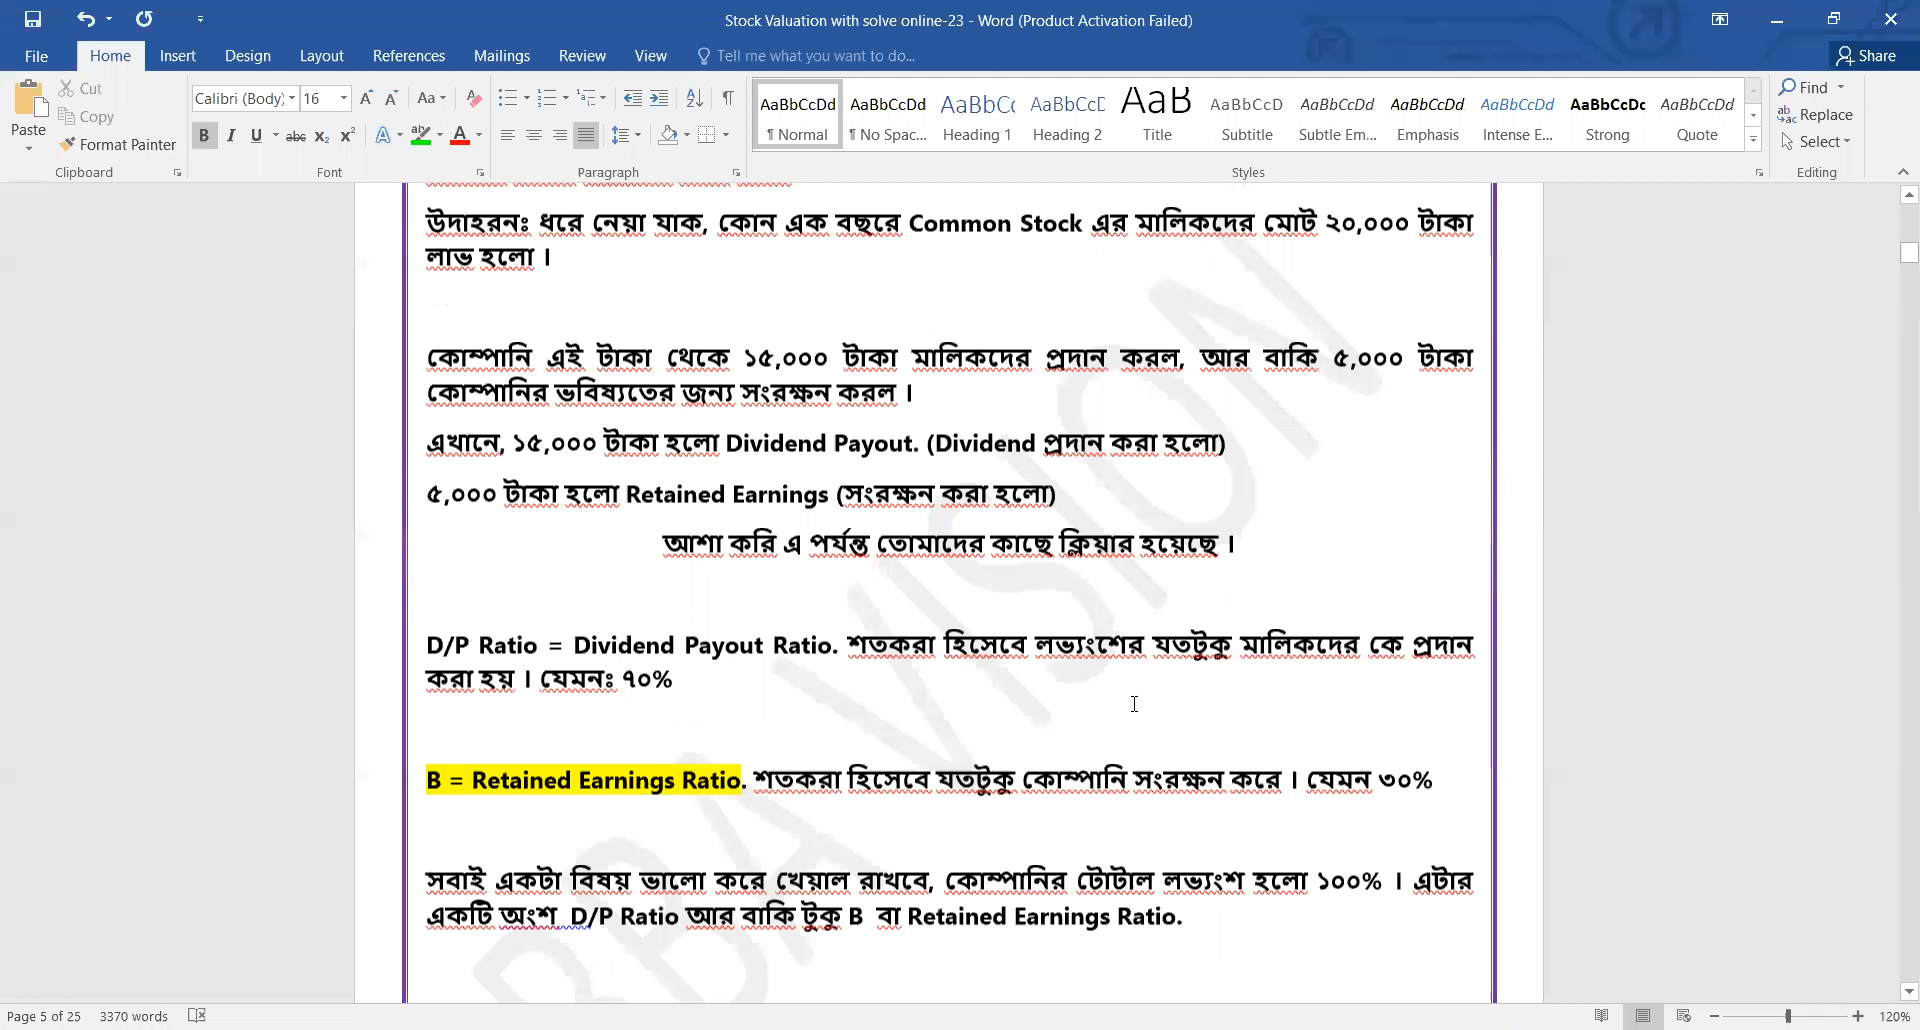 Stock Valuation with solve online-23 - Word (Product Activation Failed)
File Home Insert Design Layout References Mailings Review View Tell me what you want to do... Share
Paste Cut Copy Format Painter Clipboard
Calibri (Body) 16 Font
Paragraph
AaBbCcDd AaBbCcDd AaBbCc AaBbCcC AaB AaBbCcD AaBbCcDd AaBbCcDd AaBbCcDd AaBbCcDc AaBbCcDd
¶ Normal ¶ No Spac... Heading 1 Heading 2 Title Subtitle Subtle Em... Emphasis Intense E... Strong Quote
Styles
Find Replace Select Editing
উদাহরনঃ ধরে নেয়া যাক, কোন এক বছরে Common Stock এর মালিকদের মোট ২০,০০০ টাকা
লাভ হলো ।
কোম্পানি এই টাকা থেকে ১৫,০০০ টাকা মালিকদের প্রদান করল, আর বাকি ৫,০০০ টাকা
কোম্পানির ভবিষ্যতের জন্য সংরক্ষন করল ।
এখানে, ১৫,০০০ টাকা হলো Dividend Payout. (Dividend প্রদান করা হলো)
৫,০০০ টাকা হলো Retained Earnings (সংরক্ষন করা হলো)
আশা করি এ পর্যন্ত তোমাদের কাছে ক্লিয়ার হয়েছে ।
D/P Ratio = Dividend Payout Ratio. শতকরা হিসেবে লভ্যংশের যতটুকু মালিকদের কে প্রদান
করা হয় । যেমনঃ ৭০%
B = Retained Earnings Ratio. শতকরা হিসেবে যতটুকু কোম্পানি সংরক্ষন করে । যেমন ৩০%
সবাই একটা বিষয় ভালো করে খেয়াল রাখবে, কোম্পানির টোটাল লভ্যংশ হলো ১০০% । এটার
একটি অংশ D/P Ratio আর বাকি টুকু B বা Retained Earnings Ratio.
BBA VISION
Page 5 of 25 3370 words 120%